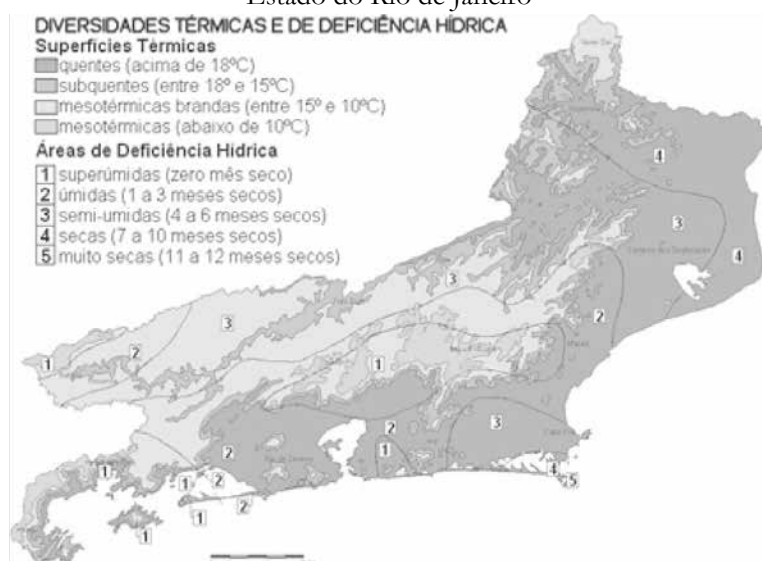 Estado do Rio de Janeiro
DIVERSIDADES TÉRMICAS E DE DEFICIÊNCIA HÍDRICA
Superfícies Térmicas
quentes (acima de 18ºC)
subquentes (entre 18º e 15ºC)
mesotérmicas brandas (entre 15º e 10ºC)
mesotérmicas (abaixo de 10ºC)
Áreas de Deficiência Hídrica
1 superúmidas (zero mês seco)
2 úmidas (1 a 3 meses secos)
3 semi-umidas (4 a 6 meses secos)
4 secas (7 a 10 meses secos)
5 muito secas (11 a 12 meses secos)
4
3
4
3
2
3
2
1
1
2
3
2
1
4
5
1
1
2
2
1
1